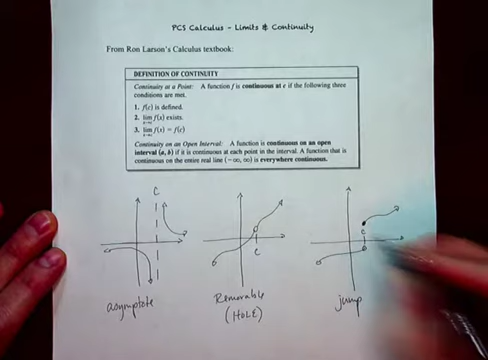 PCS Calculus - Limits & Continuity
From Ron Larson's Calculus textbook:
DEFINITION OF CONTINUITY
Continuity at a Point: A function f is continuous at c if the following three
conditions are met.
1. f(c) is defined.
2. lim f(x) exists.
x→c
3. lim f(x) = f(c)
x→c
Continuity on an Open Interval: A function is continuous on an open
interval (a, b) if it is continuous at each point in the interval. A function that is
continuous on the entire real line (−∞, ∞) is everywhere continuous.
C
c
c
asymptote
Removable
(HOLE)
jump